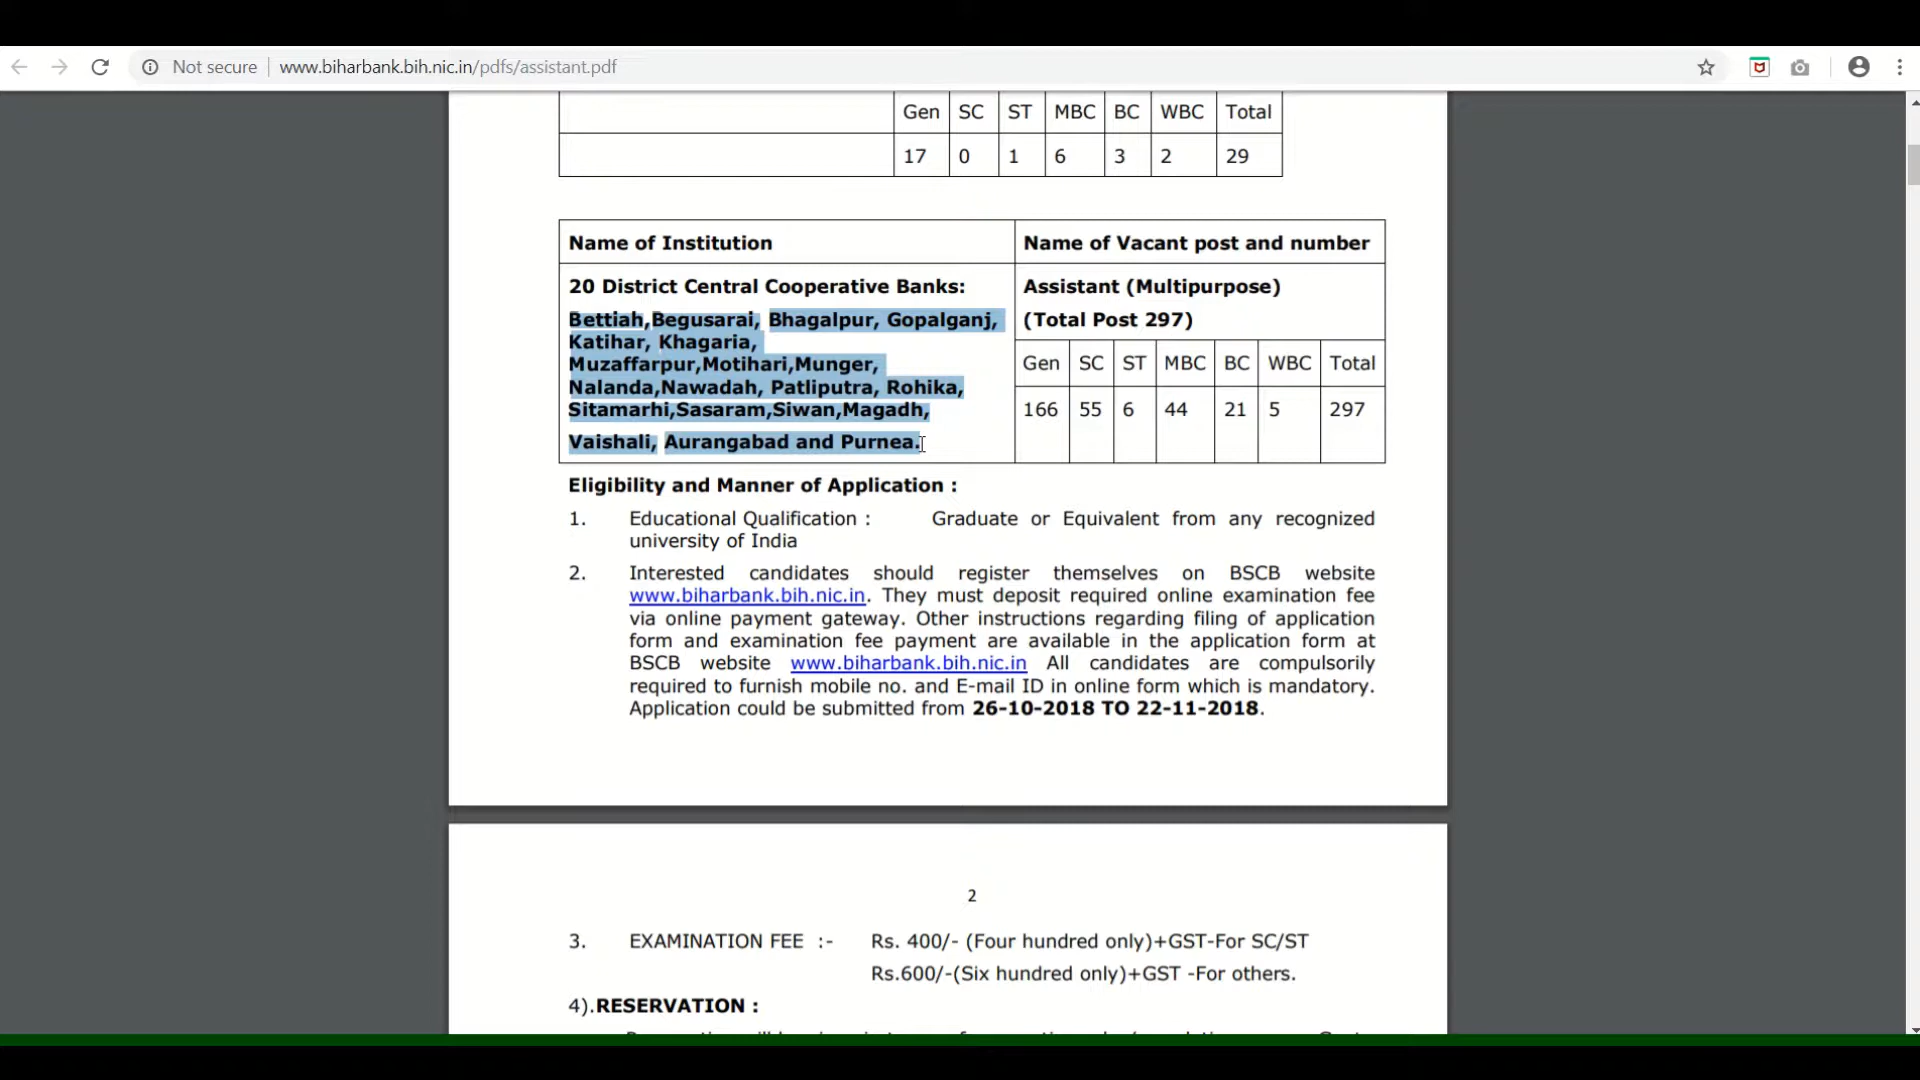 Not secure | www.biharbank.bih.nic.in/pdfs/assistant.pdf
Gen SC ST MBC BC WBC Total
17 0 1 6 3 2 29
Name of Institution
Name of Vacant post and number
20 District Central Cooperative Banks:
Bettiah,Begusarai, Bhagalpur, Gopalganj,
Katihar, Khagaria,
Muzaffarpur,Motihari,Munger,
Nalanda,Nawadah, Patliputra, Rohika,
Sitamarhi,Sasaram,Siwan,Magadh,
Vaishali, Aurangabad and Purnea.
Assistant (Multipurpose)
(Total Post 297)
Gen SC ST MBC BC WBC Total
166 55 6 44 21 5 297
Eligibility and Manner of Application :
1. Educational Qualification : Graduate or Equivalent from any recognized
university of India
2. Interested candidates should register themselves on BSCB website
www.biharbank.bih.nic.in. They must deposit required online examination fee
via online payment gateway. Other instructions regarding filing of application
form and examination fee payment are available in the application form at
BSCB website www.biharbank.bih.nic.in All candidates are compulsorily
required to furnish mobile no. and E-mail ID in online form which is mandatory.
Application could be submitted from 26-10-2018 TO 22-11-2018.
2
3. EXAMINATION FEE :- Rs. 400/- (Four hundred only)+GST-For SC/ST
Rs.600/-(Six hundred only)+GST -For others.
4).RESERVATION :